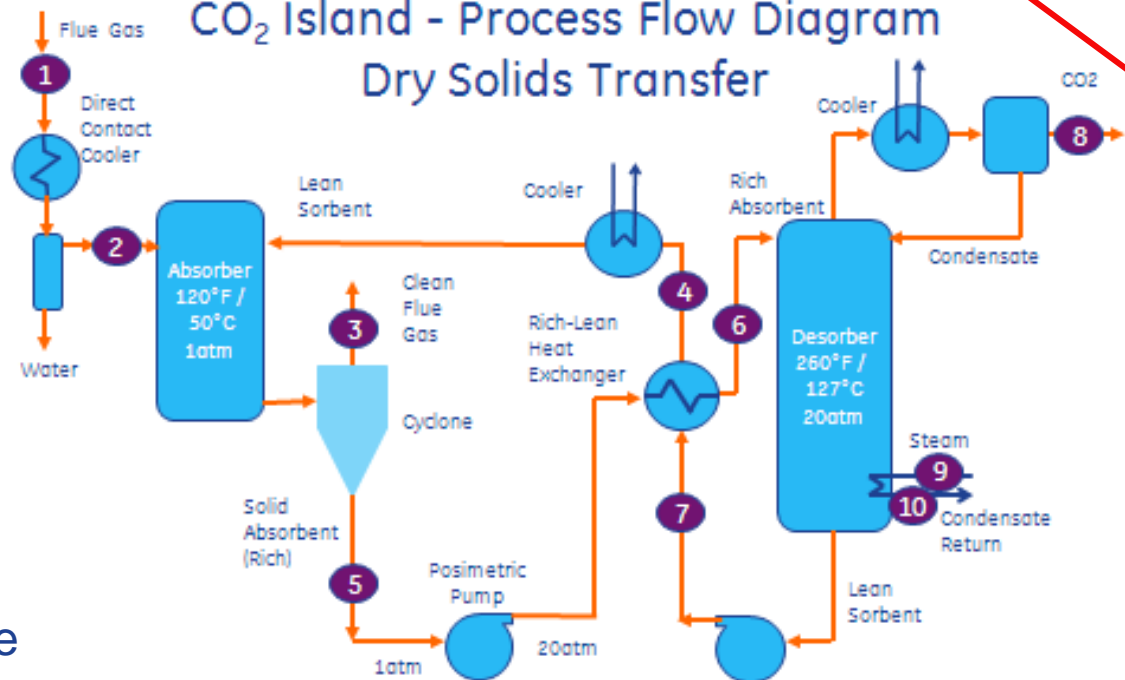 CO₂ Island - Process Flow Diagram
Dry Solids Transfer
Flue Gas
1
Direct
Contact
Cooler
2
Water
Absorber
120°F /
50°C
1atm
Lean
Sorbent
Clean
Flue
Gas
3
Cyclone
Solid
Absorbent
(Rich)
5
1atm
Posimetric
Pump
20atm
Cooler
4
Rich-Lean
Heat
Exchanger
6
7
Rich
Absorbent
Desorber
260°F /
127°C
20atm
Cooler
CO2
8
Condensate
Steam
9
10
Condensate
Return
Lean
Sorbent